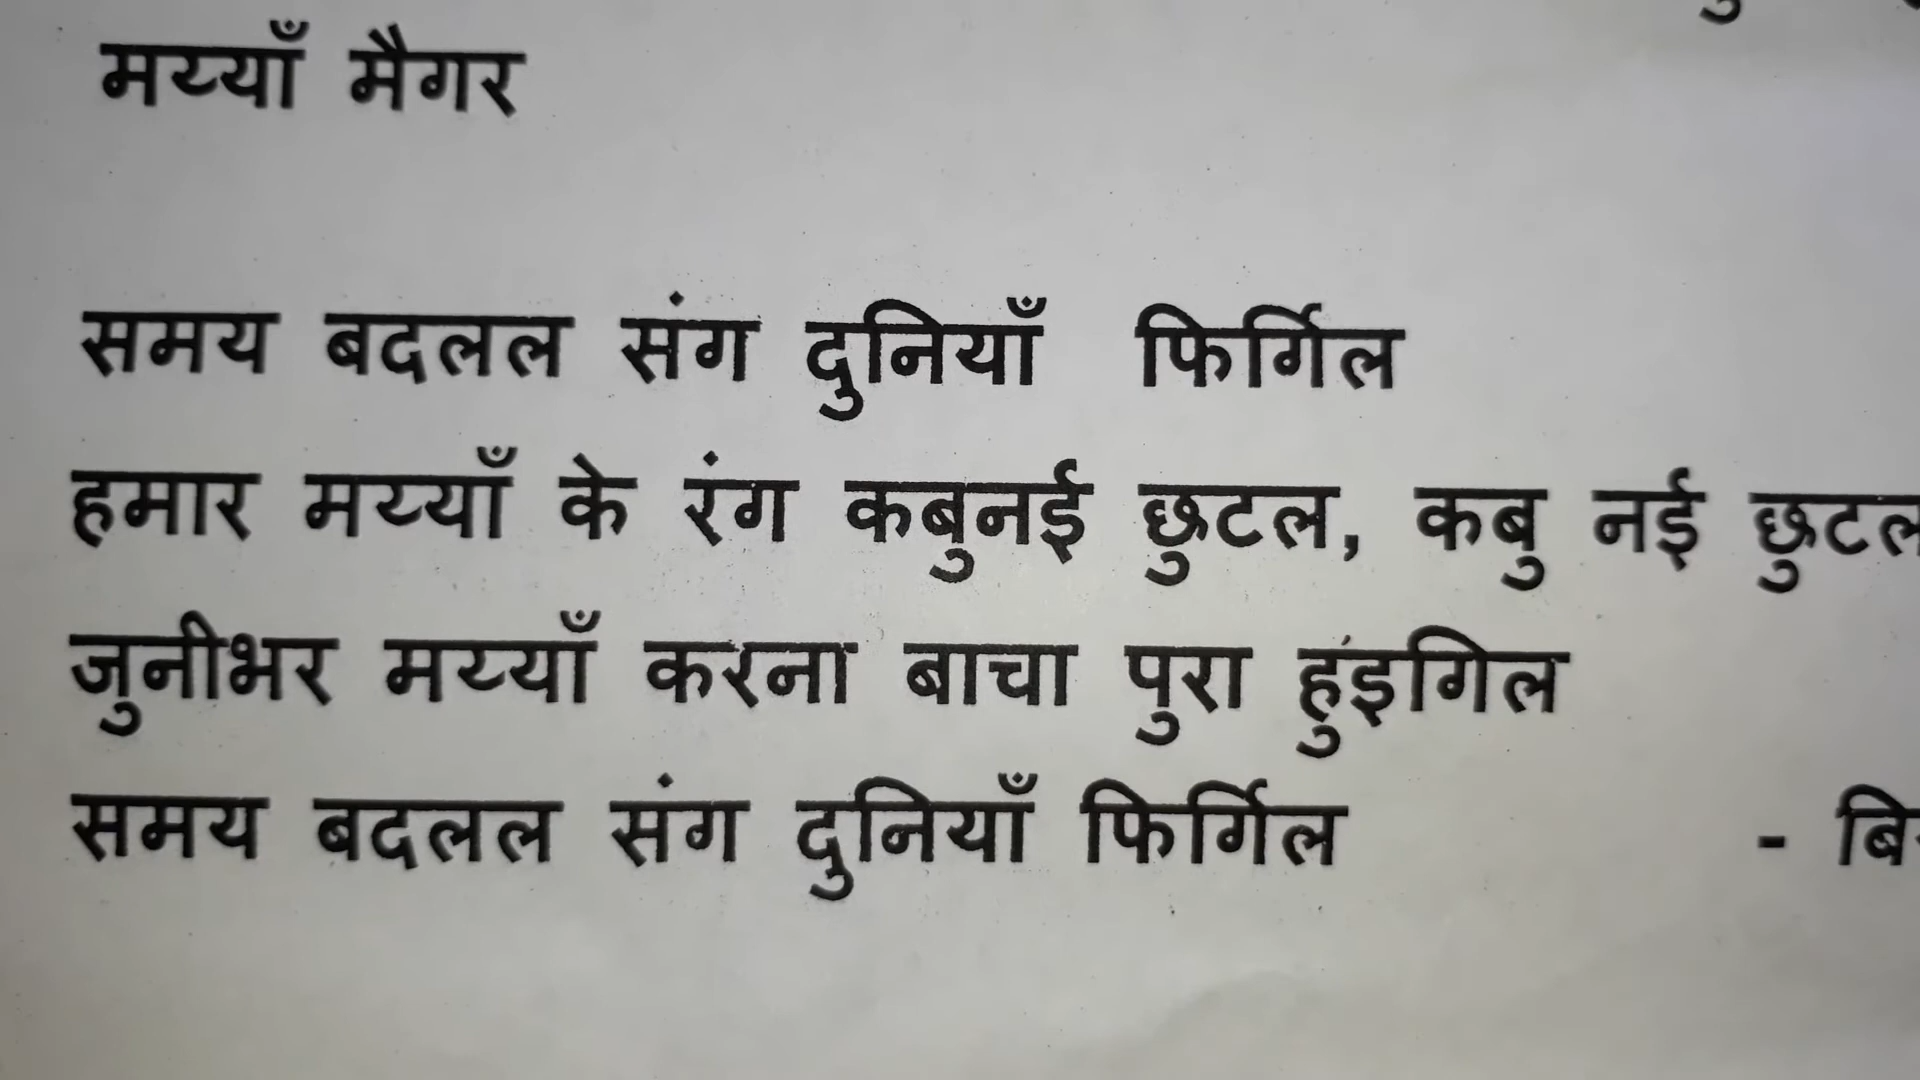 मय्याँ मैगर
समय बदलल संग दुनियाँ फिर्गिल
हमार मय्याँ के रंग कबुनई छुटल, कबु नई छुटल
जुनीभर मय्याँ करना बाचा पुरा हुंइगिल
समय बदलल संग दुनियाँ फिर्गिल -